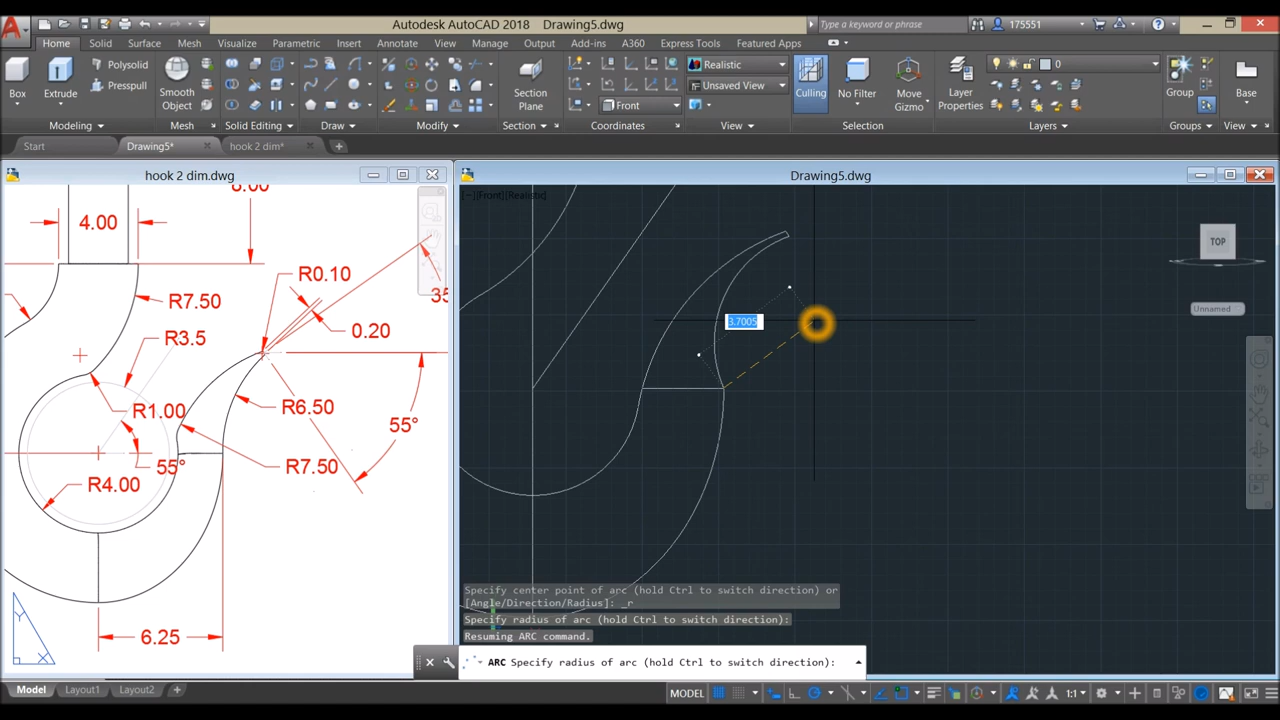 Autodesk AutoCAD 2018 Drawing5.dwg
Type a keyword or phrase
175551
Home Solid Surface Mesh Visualize Parametric Insert Annotate View Manage Output Add-ins A360 Express Tools Featured Apps
Box
Extrude
Polysolid
Presspull
Smooth
Object
Section
Plane
Realistic
Unsaved View
Front
Culling
No Filter
Move
Gizmo
Layer
Properties
0
Group
Base
Modeling
Mesh
Solid Editing
Draw
Modify
Section
Coordinates
View
Selection
Layers
Groups
View
Start
Drawing5*
hook 2 dim*
hook 2 dim.dwg
Drawing5.dwg
[−][Front][Realistic]
8.00
4.00
R0.10
R7.50
0.20
R3.5
R1.00
R6.50
55°
55°
R7.50
R4.00
6.25
Y
X
3.7005
TOP
Unnamed
Specify center point of arc (hold Ctrl to switch direction) or
[Angle/Direction/Radius]: _r
Specify radius of arc (hold Ctrl to switch direction):
Resuming ARC command.
ARC Specify radius of arc (hold Ctrl to switch direction):
Model Layout1 Layout2
MODEL
1:1